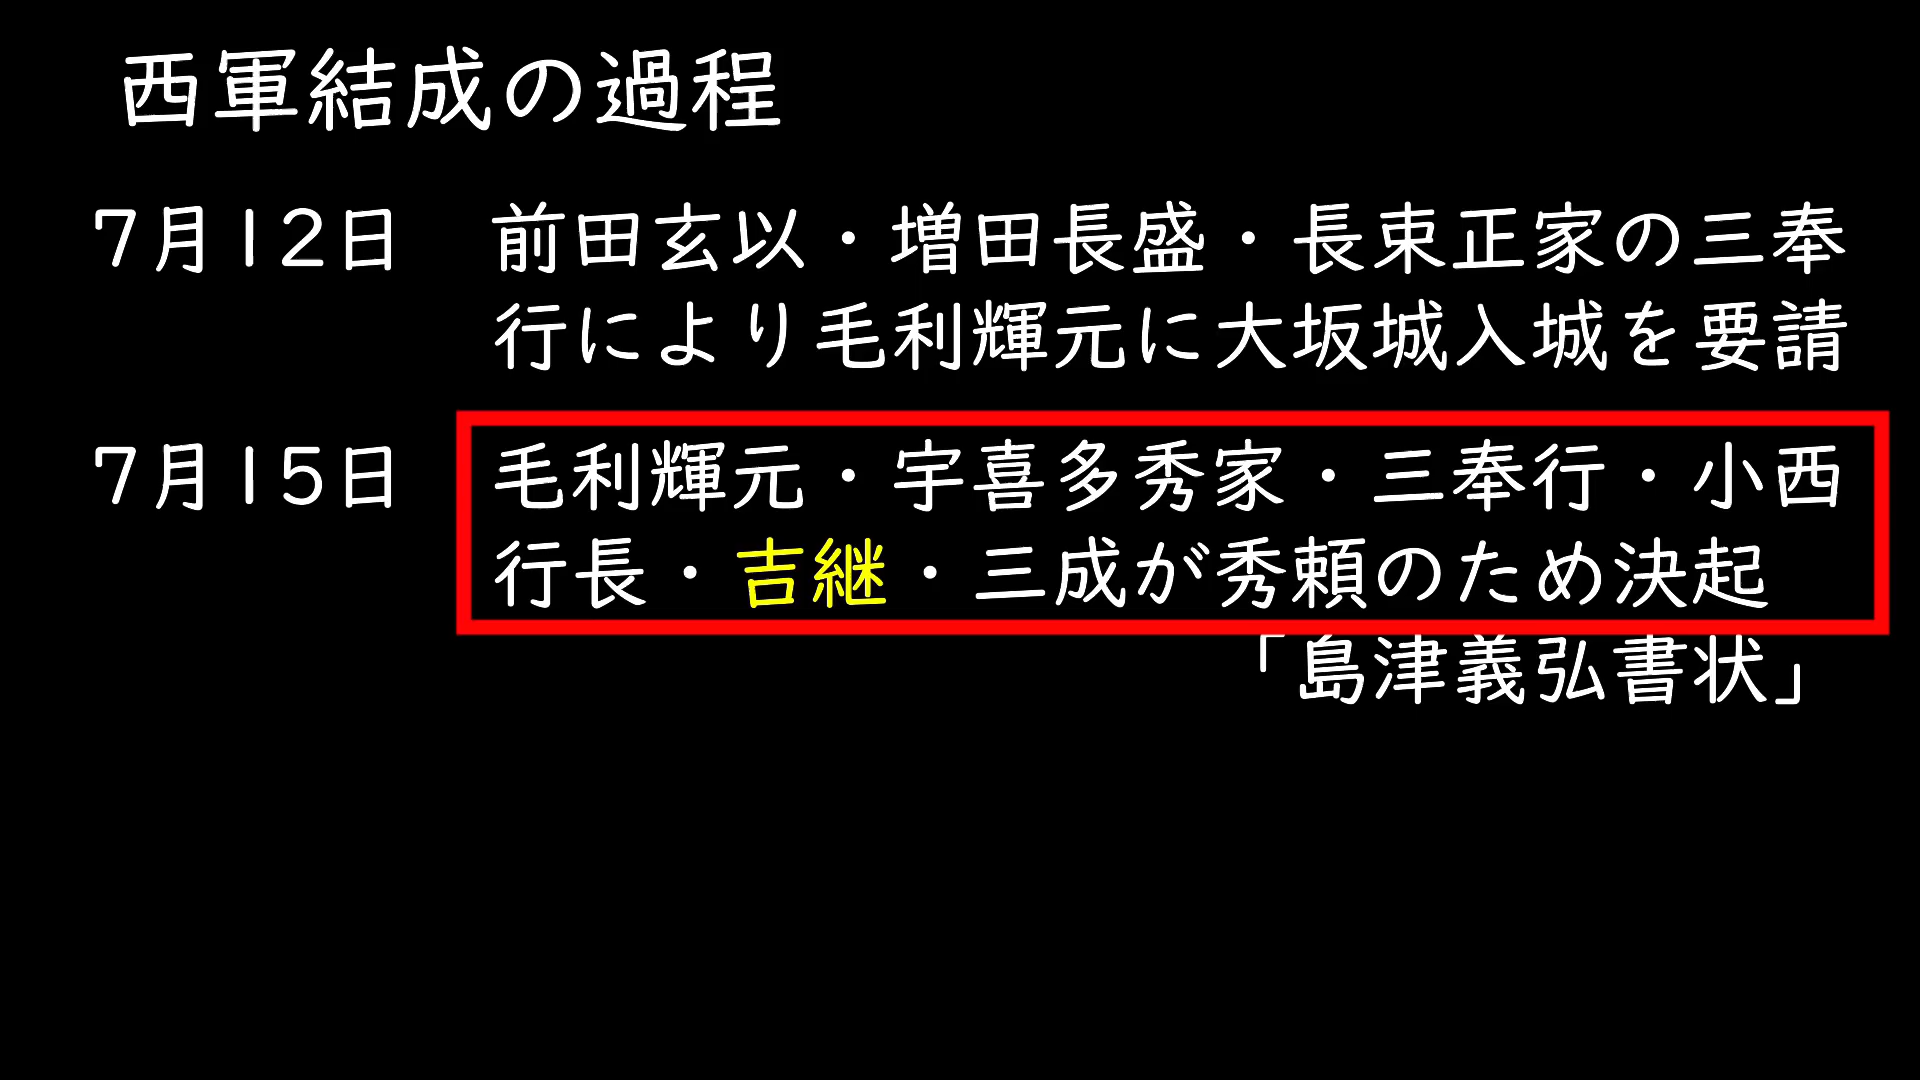 西軍結成の過程
7月12日 前田玄以・増田長盛・長束正家の三奉
行により毛利輝元に大坂城入城を要請
7月15日 毛利輝元・宇喜多秀家・三奉行・小西
行長・吉継・三成が秀頼のため決起
「島津義弘書状」